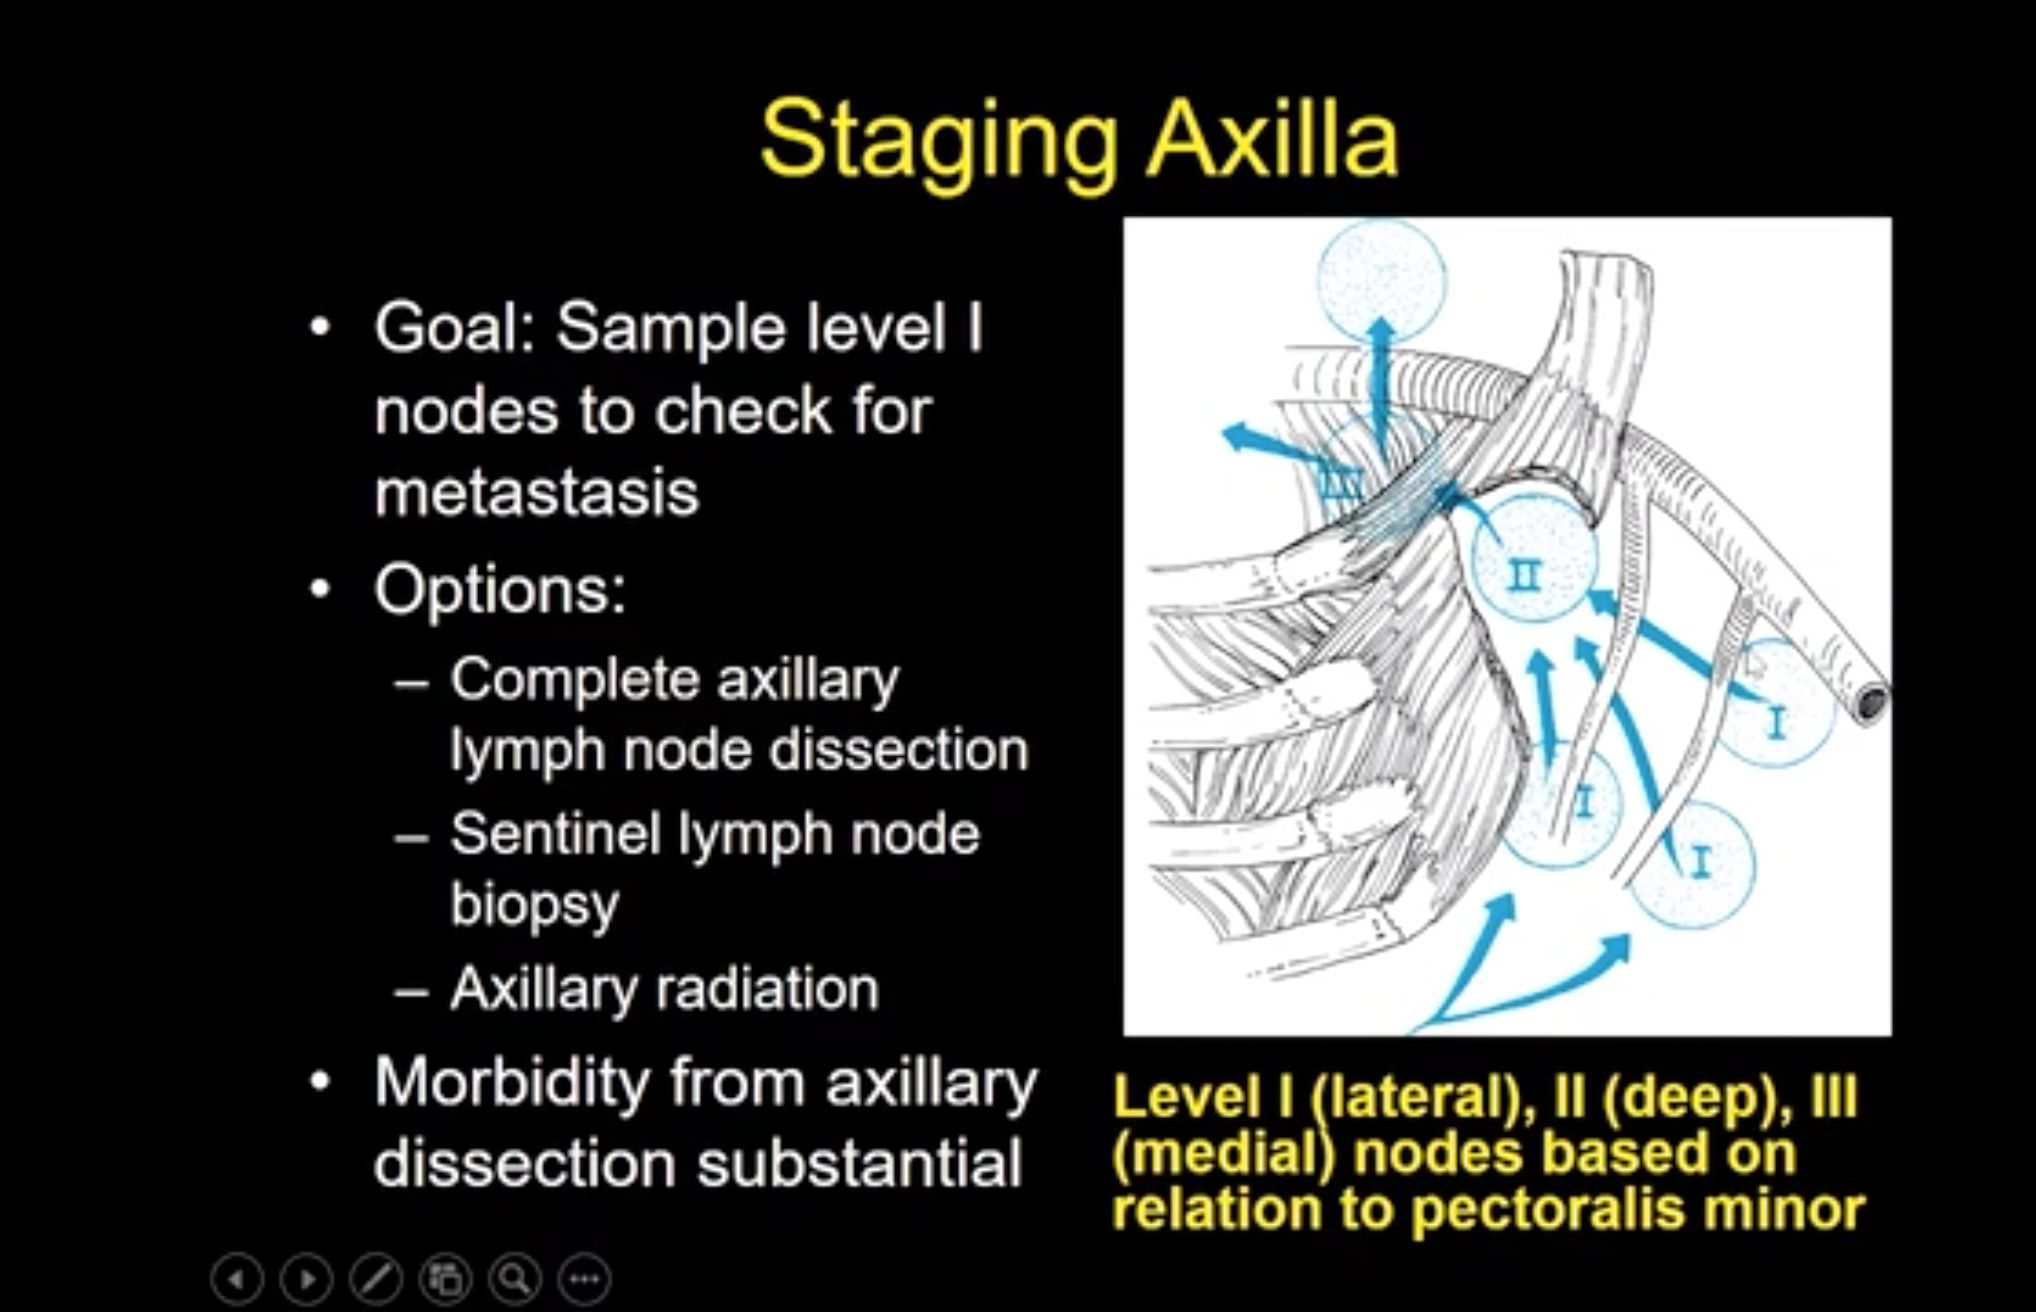 Staging Axilla
• Goal: Sample level I
nodes to check for
metastasis
• Options:
– Complete axillary
lymph node dissection
– Sentinel lymph node
biopsy
– Axillary radiation
• Morbidity from axillary
dissection substantial
III
II
I
I
I
Level I (lateral), II (deep), III
(medial) nodes based on
relation to pectoralis minor